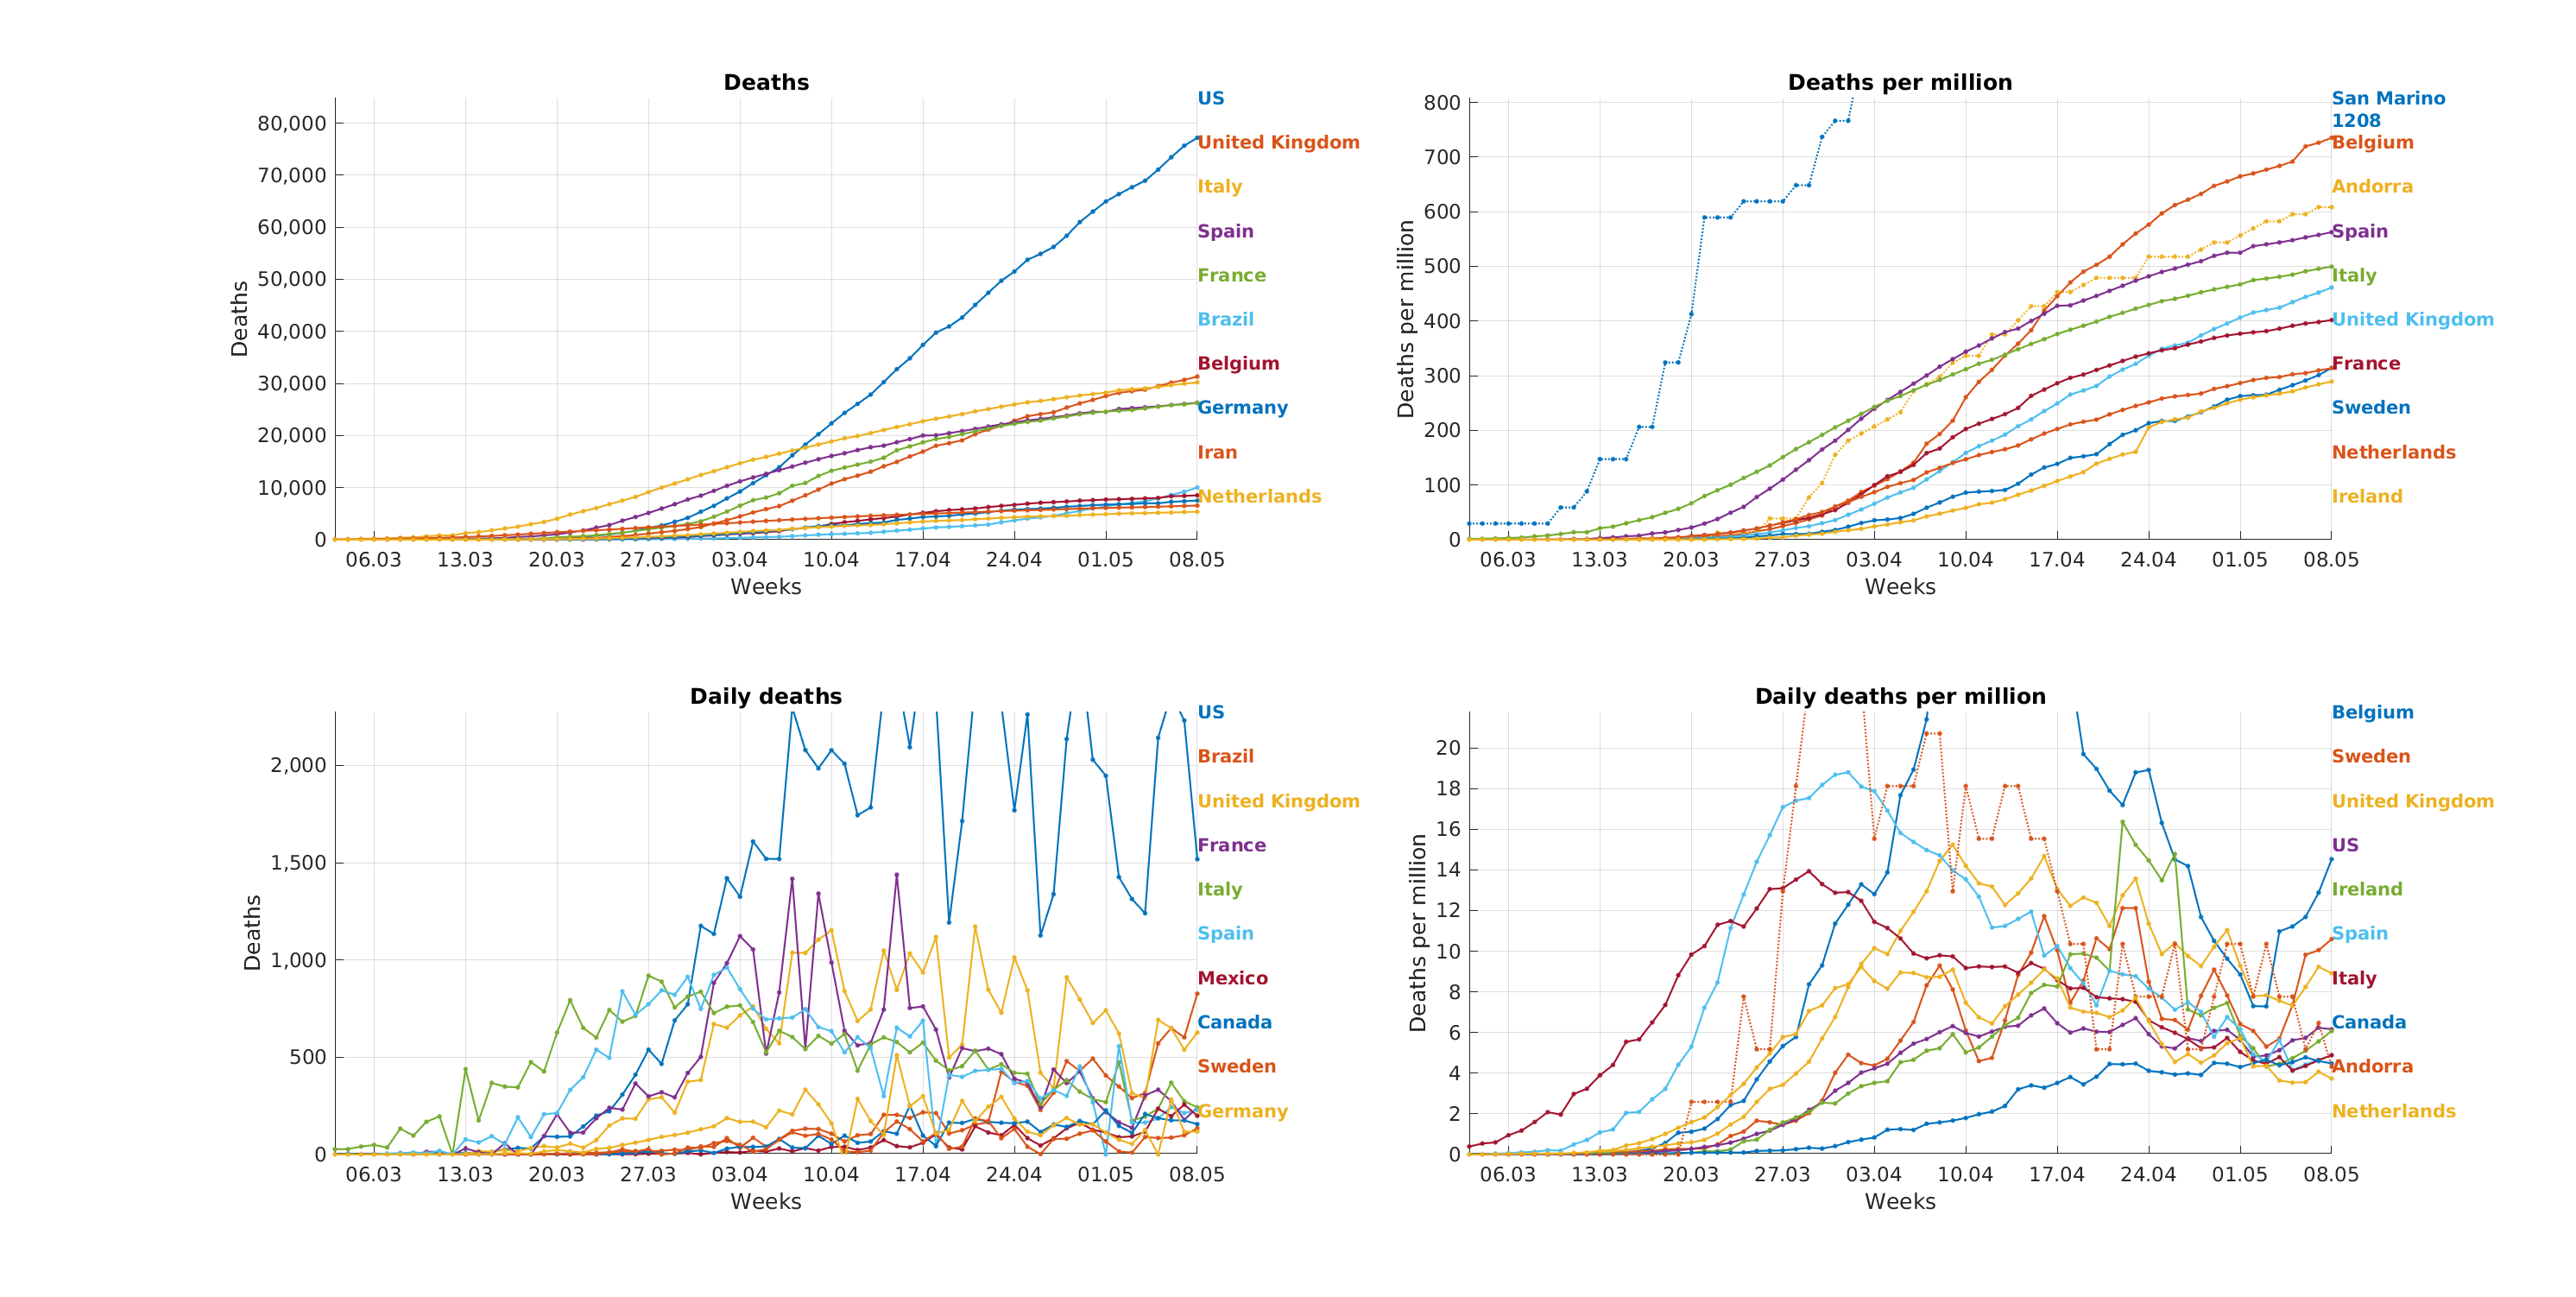 Deaths
Deaths
80,000
70,000
60,000
50,000
40,000
30,000
20,000
10,000
0
06.03 13.03 20.03 27.03 03.04 10.04 17.04 24.04 01.05 08.05
Weeks
US
United Kingdom
Italy
Spain
France
Brazil
Belgium
Germany
Iran
Netherlands
Deaths per million
Deaths per million
800
700
600
500
400
300
200
100
0
06.03 13.03 20.03 27.03 03.04 10.04 17.04 24.04 01.05 08.05
Weeks
San Marino
1208
Belgium
Andorra
Spain
Italy
United Kingdom
France
Sweden
Netherlands
Ireland
Daily deaths
Deaths
2,000
1,500
1,000
500
0
06.03 13.03 20.03 27.03 03.04 10.04 17.04 24.04 01.05 08.05
Weeks
US
Brazil
United Kingdom
France
Italy
Spain
Mexico
Canada
Sweden
Germany
Daily deaths per million
Deaths per million
20
18
16
14
12
10
8
6
4
2
0
06.03 13.03 20.03 27.03 03.04 10.04 17.04 24.04 01.05 08.05
Weeks
Belgium
Sweden
United Kingdom
US
Ireland
Spain
Italy
Canada
Andorra
Netherlands